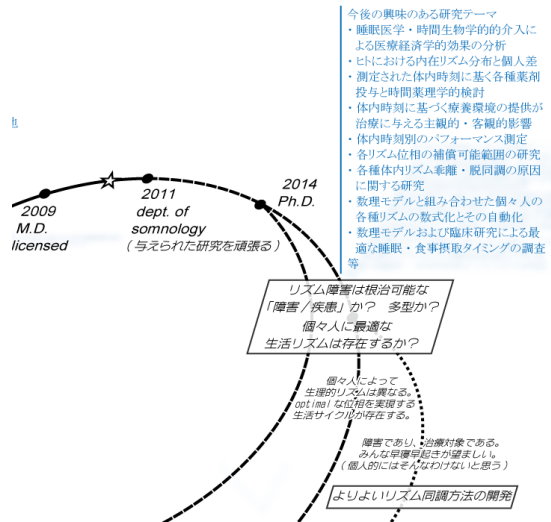 今後の興味のある研究テーマ
・睡眠医学・時間生物学的的介入に
よる医療経済学的効果の分析
・ヒトにおける内在リズム分布と個人差
・測定された体内時刻に基く各種薬剤
投与と時間薬理学的検討
・体内時刻に基づく療養環境の提供が
治療に与える主観的・客観的影響
・体内時刻別のパフォーマンス測定
・各リズム位相の補償可能範囲の研究
・各種体内リズム乖離・脱同調の原因
に関する研究
・数理モデルと組み合わせた個々人の
各種リズムの数式化とその自動化
・数理モデルおよび臨床研究による最
適な睡眠・食事摂取タイミングの調査
等
2009
M.D.
licensed
2011
dept. of
somnology
(与えられた研究を頑張る)
2014
Ph.D.
リズム障害は根治可能な
「障害/疾患」か? 多型か?
個々人に最適な
生活リズムは存在するか?
個々人によって
生理的リズムは異なる。
optimalな位相を実現する
生活サイクルが存在する。
障害であり、治療対象である。
みんな早寝早起きが望ましい。
(個人的にはそんなわけないと思う)
よりよいリズム同調方法の開発